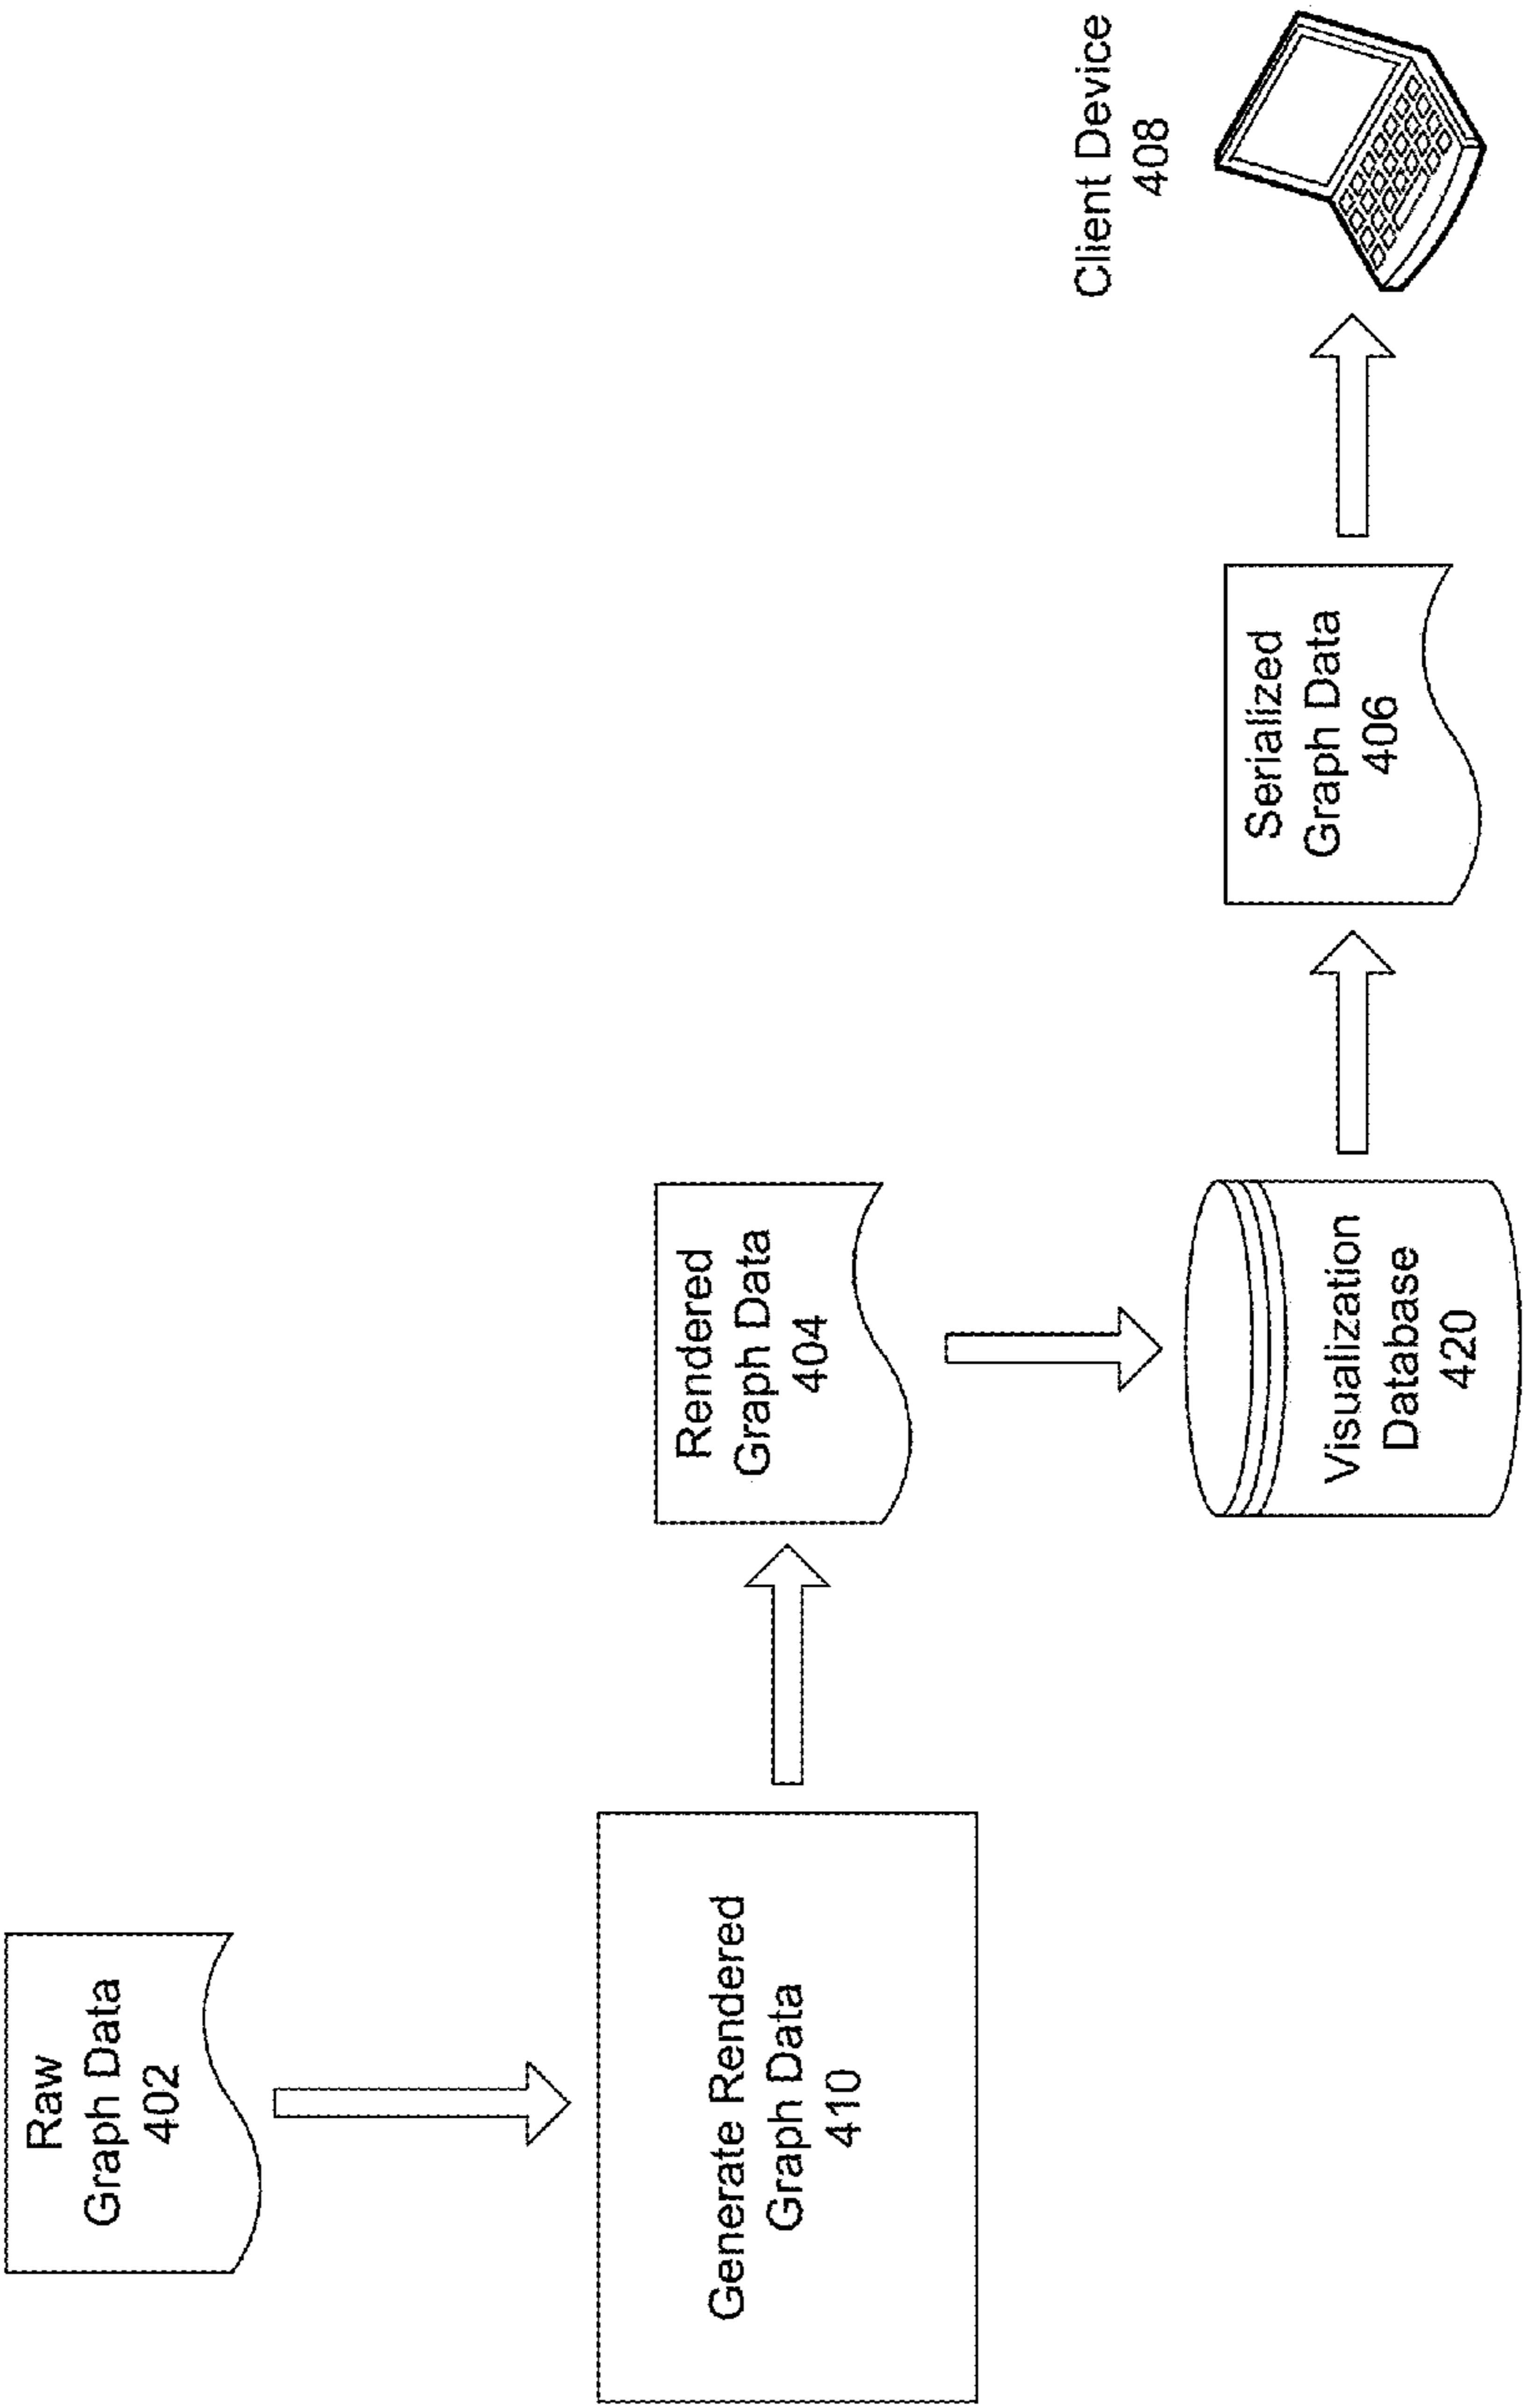 Raw
Graph Data
402
Generate Rendered
Graph Data
410
Rendered
Graph Data
404
Visualization
Database
420
Serialized
Graph Data
406
Client Device
408